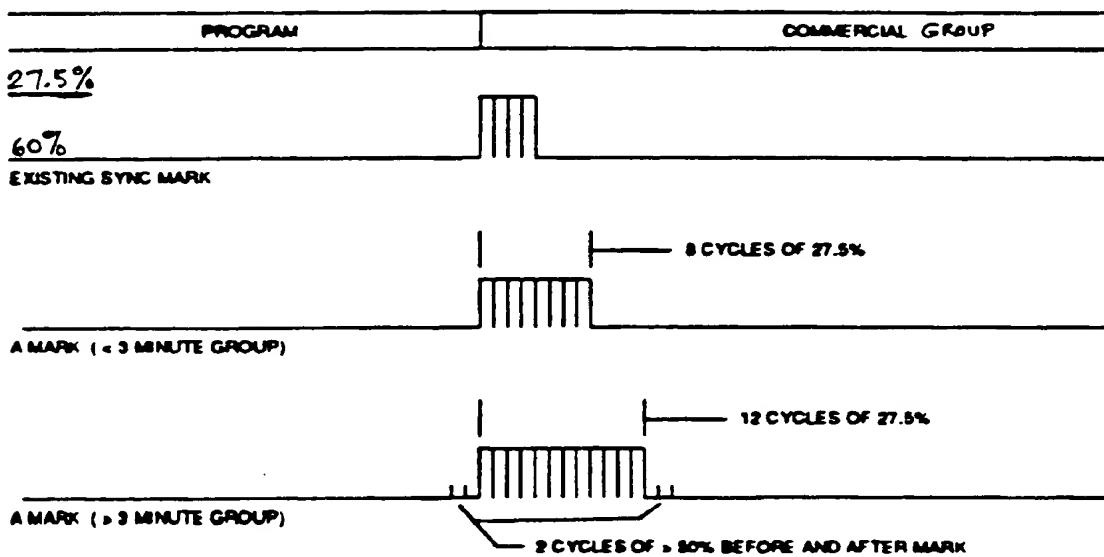 PROGRAM
COMMERCIAL GROUP
27.5%
60%
EXISTING SYNC MARK
8 CYCLES OF 27.5%
A MARK ( < 3 MINUTE GROUP)
12 CYCLES OF 27.5%
A MARK ( > 3 MINUTE GROUP)
2 CYCLES OF > 50% BEFORE AND AFTER MARK